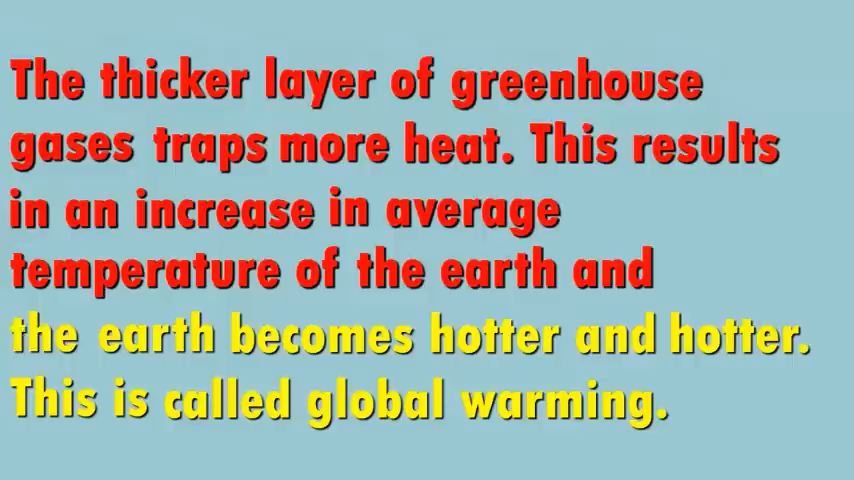 The thicker layer of greenhouse
gases traps more heat. This results
in an increase in average
temperature of the earth and
the earth becomes hotter and hotter.
This is called global warming.